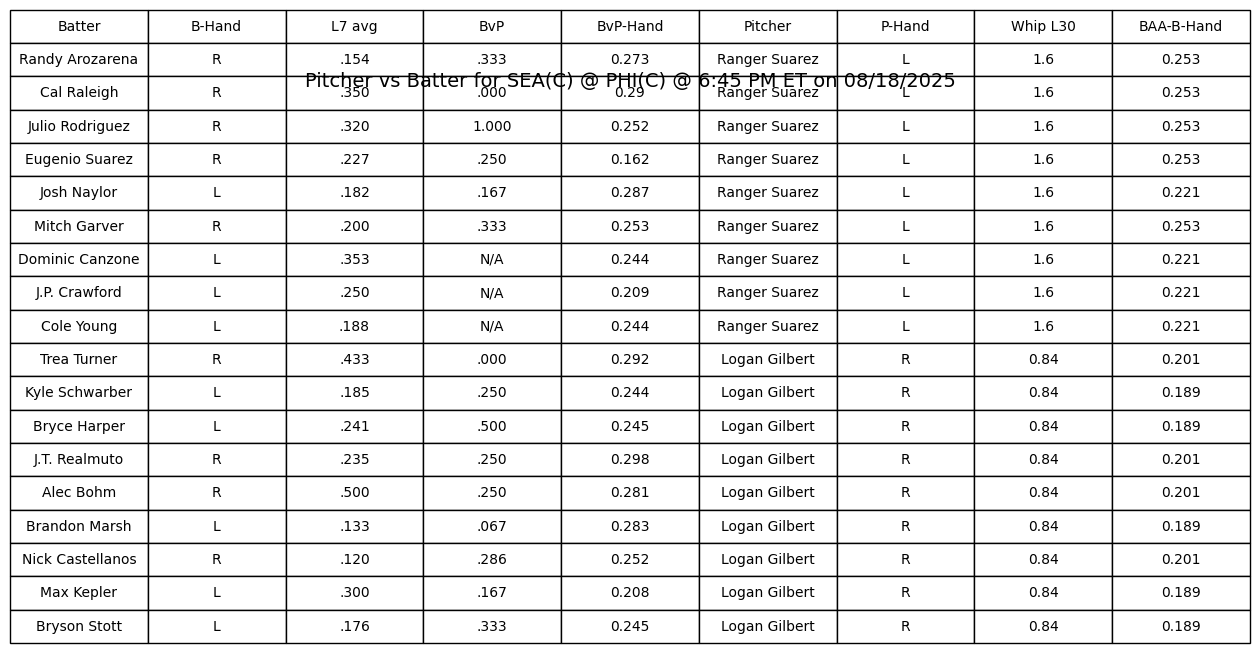 Batter B-Hand L7 avg BvP BvP-Hand Pitcher P-Hand Whip L30 BAA-B-Hand
Randy Arozarena R .154 .333 0.273 Ranger Suarez L 1.6 0.253
Pitcher vs Batter for SEA(C) @ PHI(C) @ 6:45 PM ET on 08/18/2025
Cal Raleigh R .350 .000 0.29 Ranger Suarez L 1.6 0.253
Julio Rodriguez R .320 1.000 0.252 Ranger Suarez L 1.6 0.253
Eugenio Suarez R .227 .250 0.162 Ranger Suarez L 1.6 0.253
Josh Naylor L .182 .167 0.287 Ranger Suarez L 1.6 0.221
Mitch Garver R .200 .333 0.253 Ranger Suarez L 1.6 0.253
Dominic Canzone L .353 N/A 0.244 Ranger Suarez L 1.6 0.221
J.P. Crawford L .250 N/A 0.209 Ranger Suarez L 1.6 0.221
Cole Young L .188 N/A 0.244 Ranger Suarez L 1.6 0.221
Trea Turner R .433 .000 0.292 Logan Gilbert R 0.84 0.201
Kyle Schwarber L .185 .250 0.244 Logan Gilbert R 0.84 0.189
Bryce Harper L .241 .500 0.245 Logan Gilbert R 0.84 0.189
J.T. Realmuto R .235 .250 0.298 Logan Gilbert R 0.84 0.201
Alec Bohm R .500 .250 0.281 Logan Gilbert R 0.84 0.201
Brandon Marsh L .133 .067 0.283 Logan Gilbert R 0.84 0.189
Nick Castellanos R .120 .286 0.252 Logan Gilbert R 0.84 0.201
Max Kepler L .300 .167 0.208 Logan Gilbert R 0.84 0.189
Bryson Stott L .176 .333 0.245 Logan Gilbert R 0.84 0.189